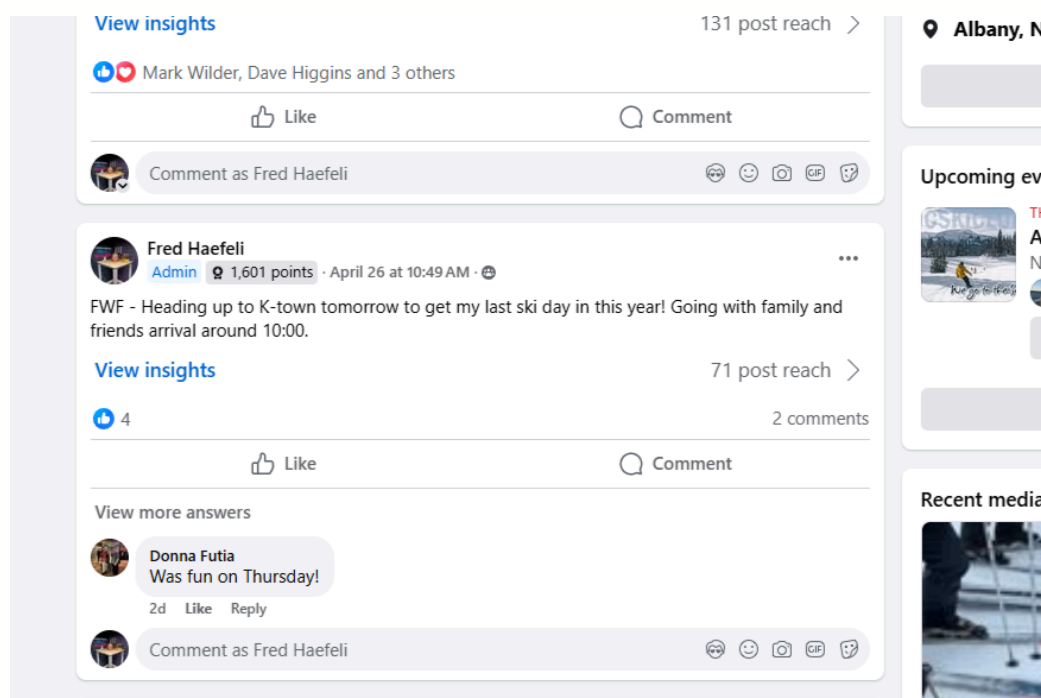 View insights
131 post reach
Mark Wilder, Dave Higgins and 3 others
Like
Comment
Comment as Fred Haefeli
GIF
Fred Haefeli
Admin 1,601 points · April 26 at 10:49 AM ·
FWF - Heading up to K-town tomorrow to get my last ski day in this year! Going with family and
friends arrival around 10:00.
View insights
71 post reach
4
2 comments
Like
Comment
View more answers
Donna Futia
Was fun on Thursday!
2d Like Reply
Comment as Fred Haefeli
GIF
Albany, N
Upcoming ev
A
N
Recent media